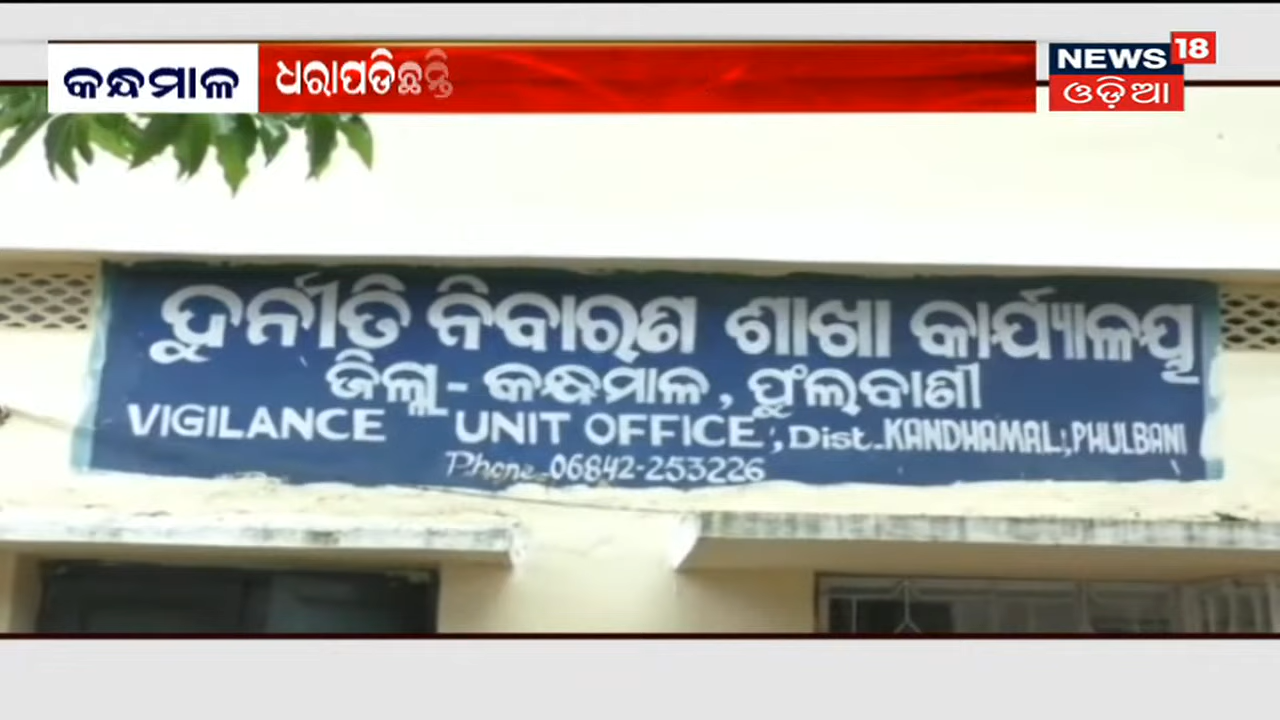 କନ୍ଧମାଳ
ଧରାପଡିଛନ୍ତି
NEWS 18
ଓଡ଼ିଆ
ଦୁର୍ନୀତି ନିବାରଣ ଶାଖା କାର୍ଯ୍ୟାଳୟ
ଜିଲ୍ଲା - କନ୍ଧମାଳ, ଫୁଲବାଣୀ
VIGILANCE UNIT OFFICE, Dist. KANDHAMAL, PHULBANI
Phone-06842-253226